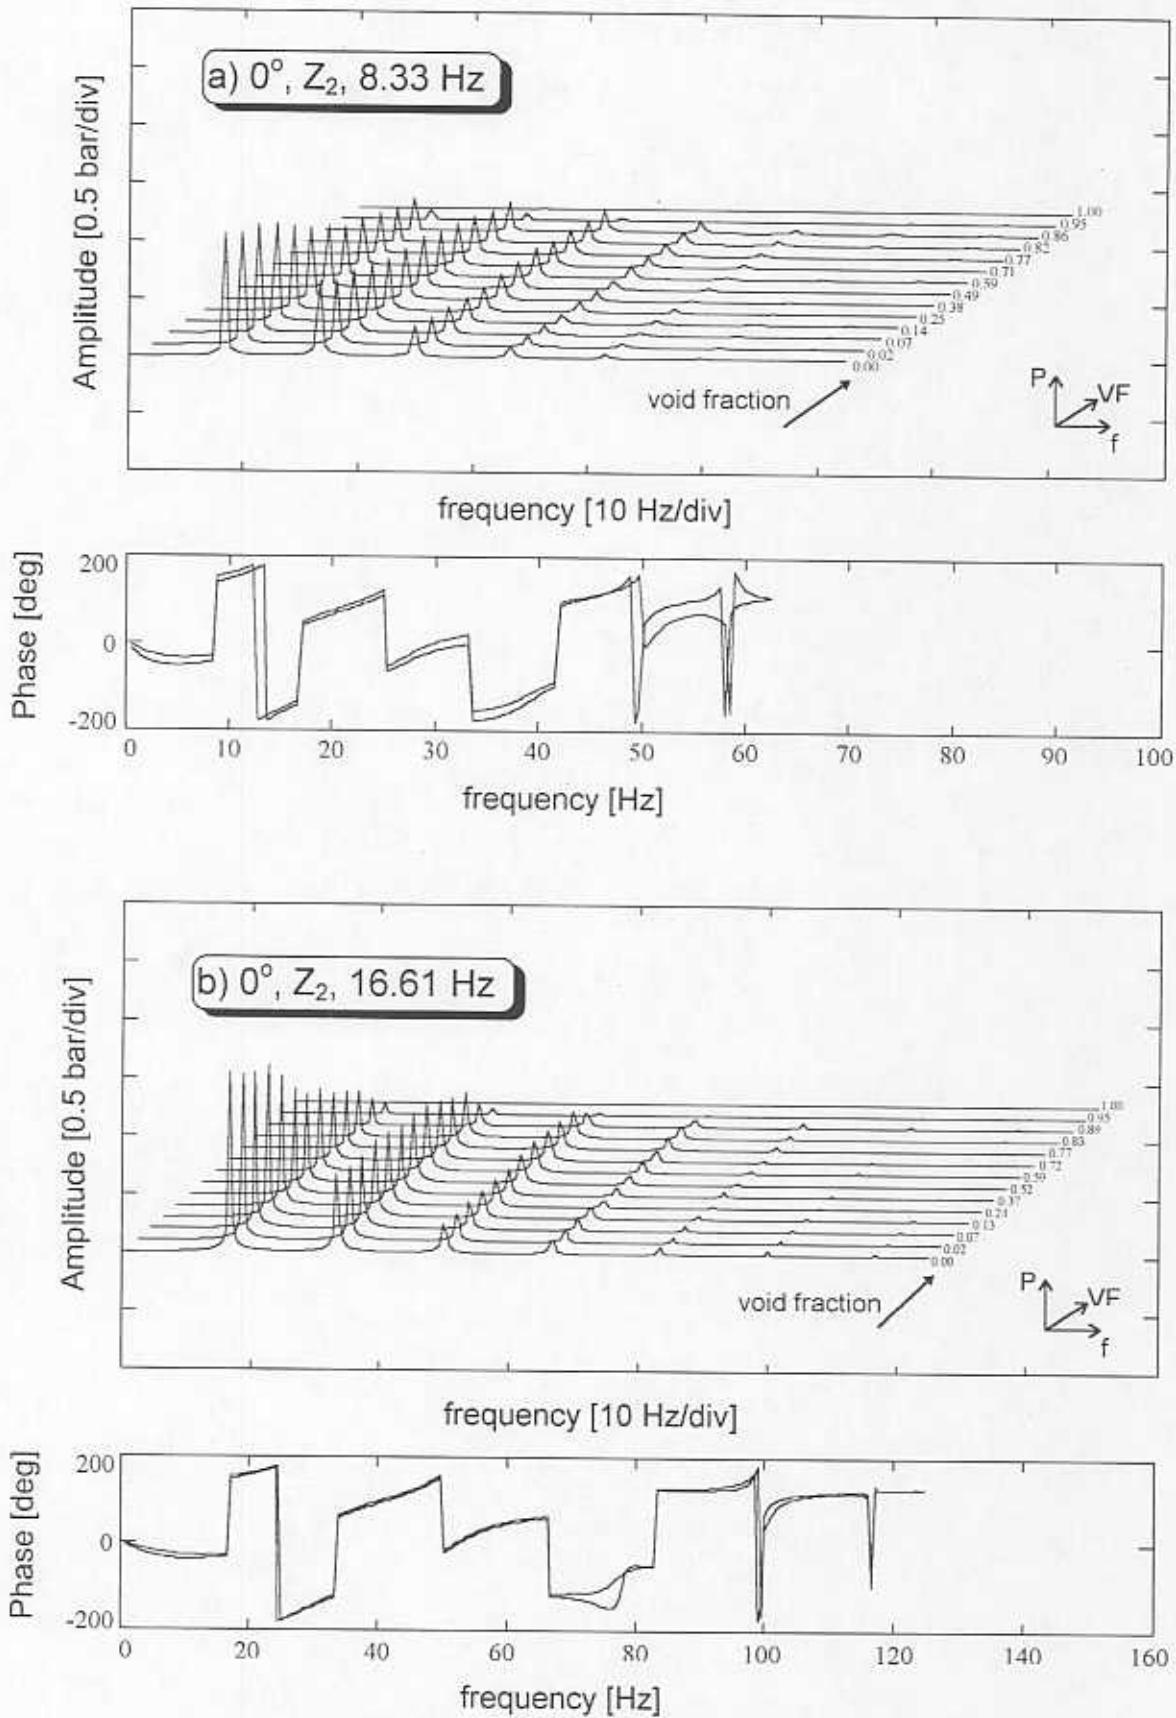 a) 0°, Z₂, 8.33 Hz
Amplitude [0.5 bar/div]
1.00
0.95
0.86
0.82
0.77
0.71
0.59
0.49
0.38
0.25
0.14
0.07
0.02
0.00
void fraction
P
VF
f
frequency [10 Hz/div]
Phase [deg]
200
0
-200
0 10 20 30 40 50 60 70 80 90 100
frequency [Hz]
b) 0°, Z₂, 16.61 Hz
Amplitude [0.5 bar/div]
1.00
0.95
0.89
0.83
0.77
0.72
0.59
0.52
0.37
0.13
0.07
0.02
0.00
void fraction
P
VF
f
frequency [10 Hz/div]
Phase [deg]
200
0
-200
0 20 40 60 80 100 120 140 160
frequency [Hz]